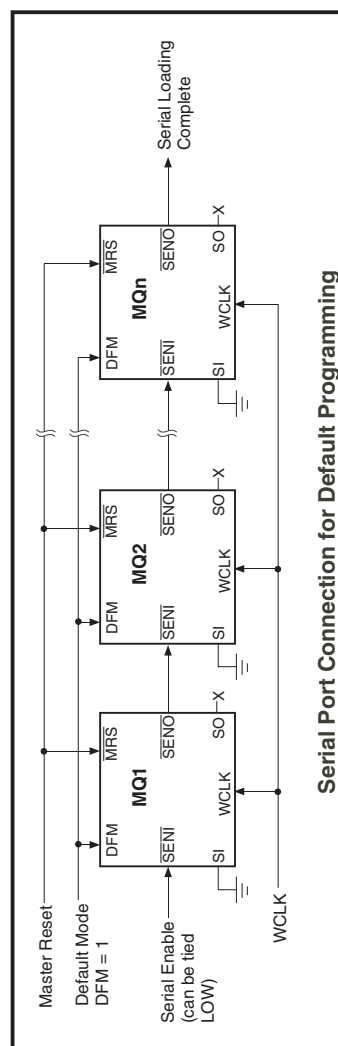 Master Reset
Default Mode
DFM = 1
DFM
MRS
DFM
MRS
DFM
MRS
MQ1
MQ2
MQn
Serial Enable
(can be tied
LOW)
SENI
SENO
SENI
SENO
SENI
SENO
Serial Loading
Complete
SI
WCLK
SO
X
SI
WCLK
SO
X
SI
WCLK
SO
X
WCLK
Serial Port Connection for Default Programming